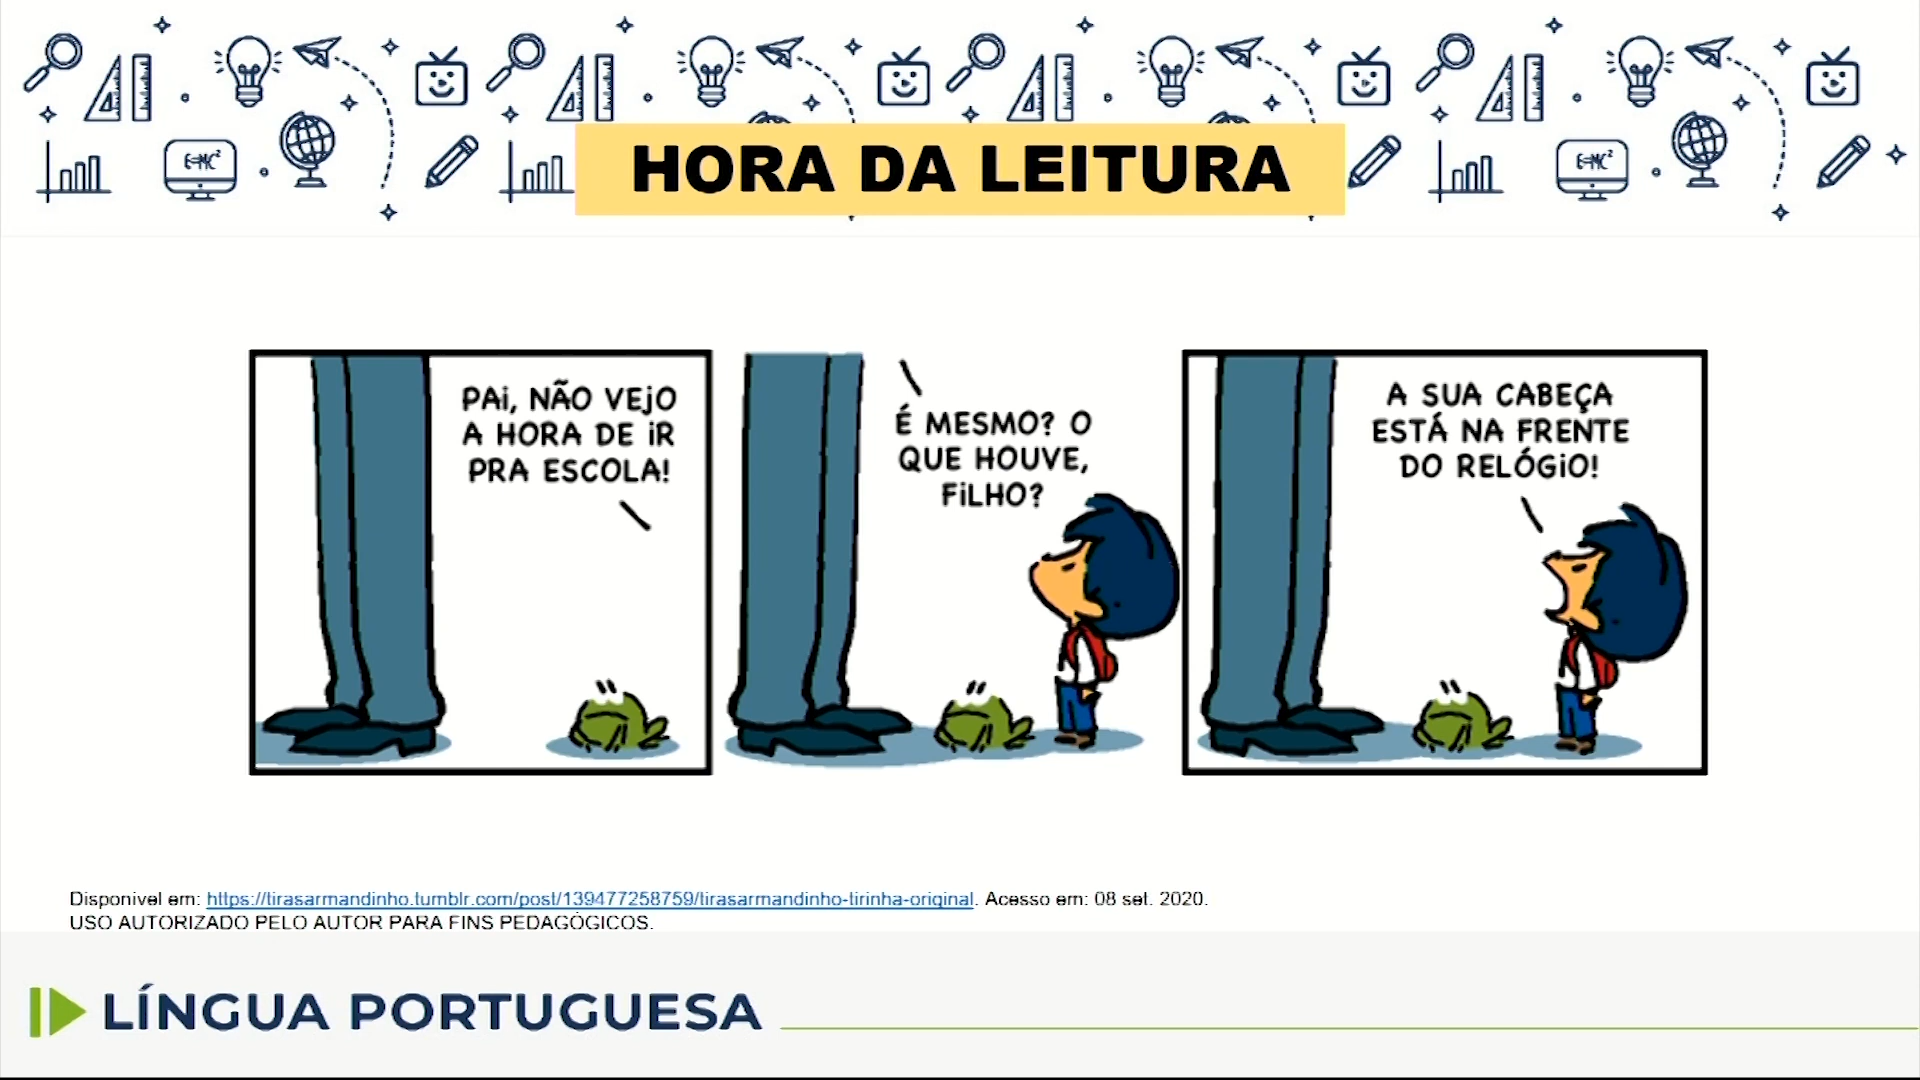 E=MC²
E=MC²
HORA DA LEITURA
PAi, NÃO VEjO
A HORA DE iR
PRA ESCOLA!
É MESMO? O
QUE HOUVE,
FiLHO?
A SUA CABEÇA
ESTÁ NA FRENTE
DO RELÓGiO!
Disponível em: https://tirasarmandinho.tumblr.com/post/139477258759/tirasarmandinho-tirinha-original. Acesso em: 08 set. 2020.
USO AUTORIZADO PELO AUTOR PARA FINS PEDAGÓGICOS.
LÍNGUA PORTUGUESA